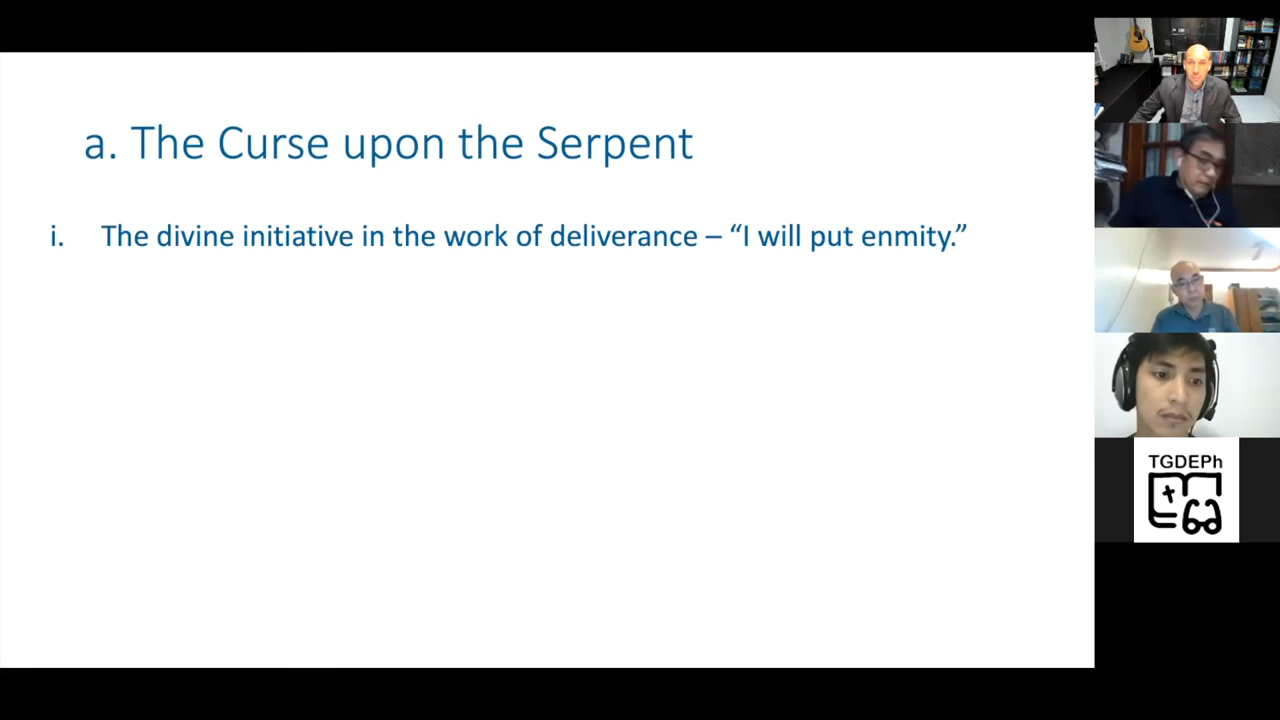 a. The Curse upon the Serpent
i. The divine initiative in the work of deliverance – “I will put enmity.”
TGDEPh